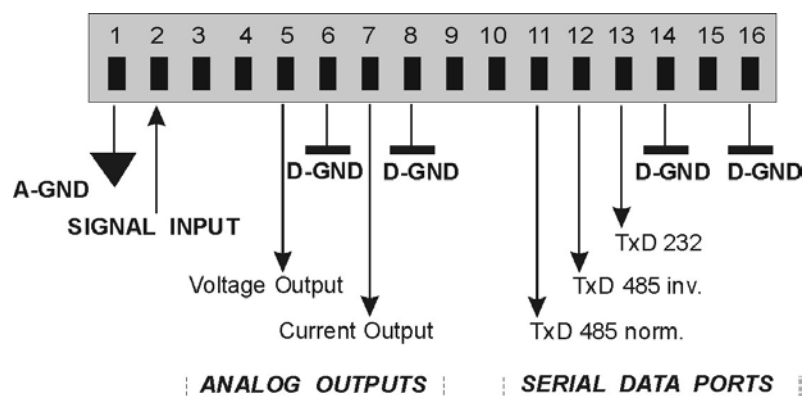 1 2 3 4 5 6 7 8 9 10 11 12 13 14 15 16
D-GND D-GND D-GND D-GND
A-GND
SIGNAL INPUT
TxD 232
Voltage Output TxD 485 inv.
Current Output TxD 485 norm.
ANALOG OUTPUTS SERIAL DATA PORTS